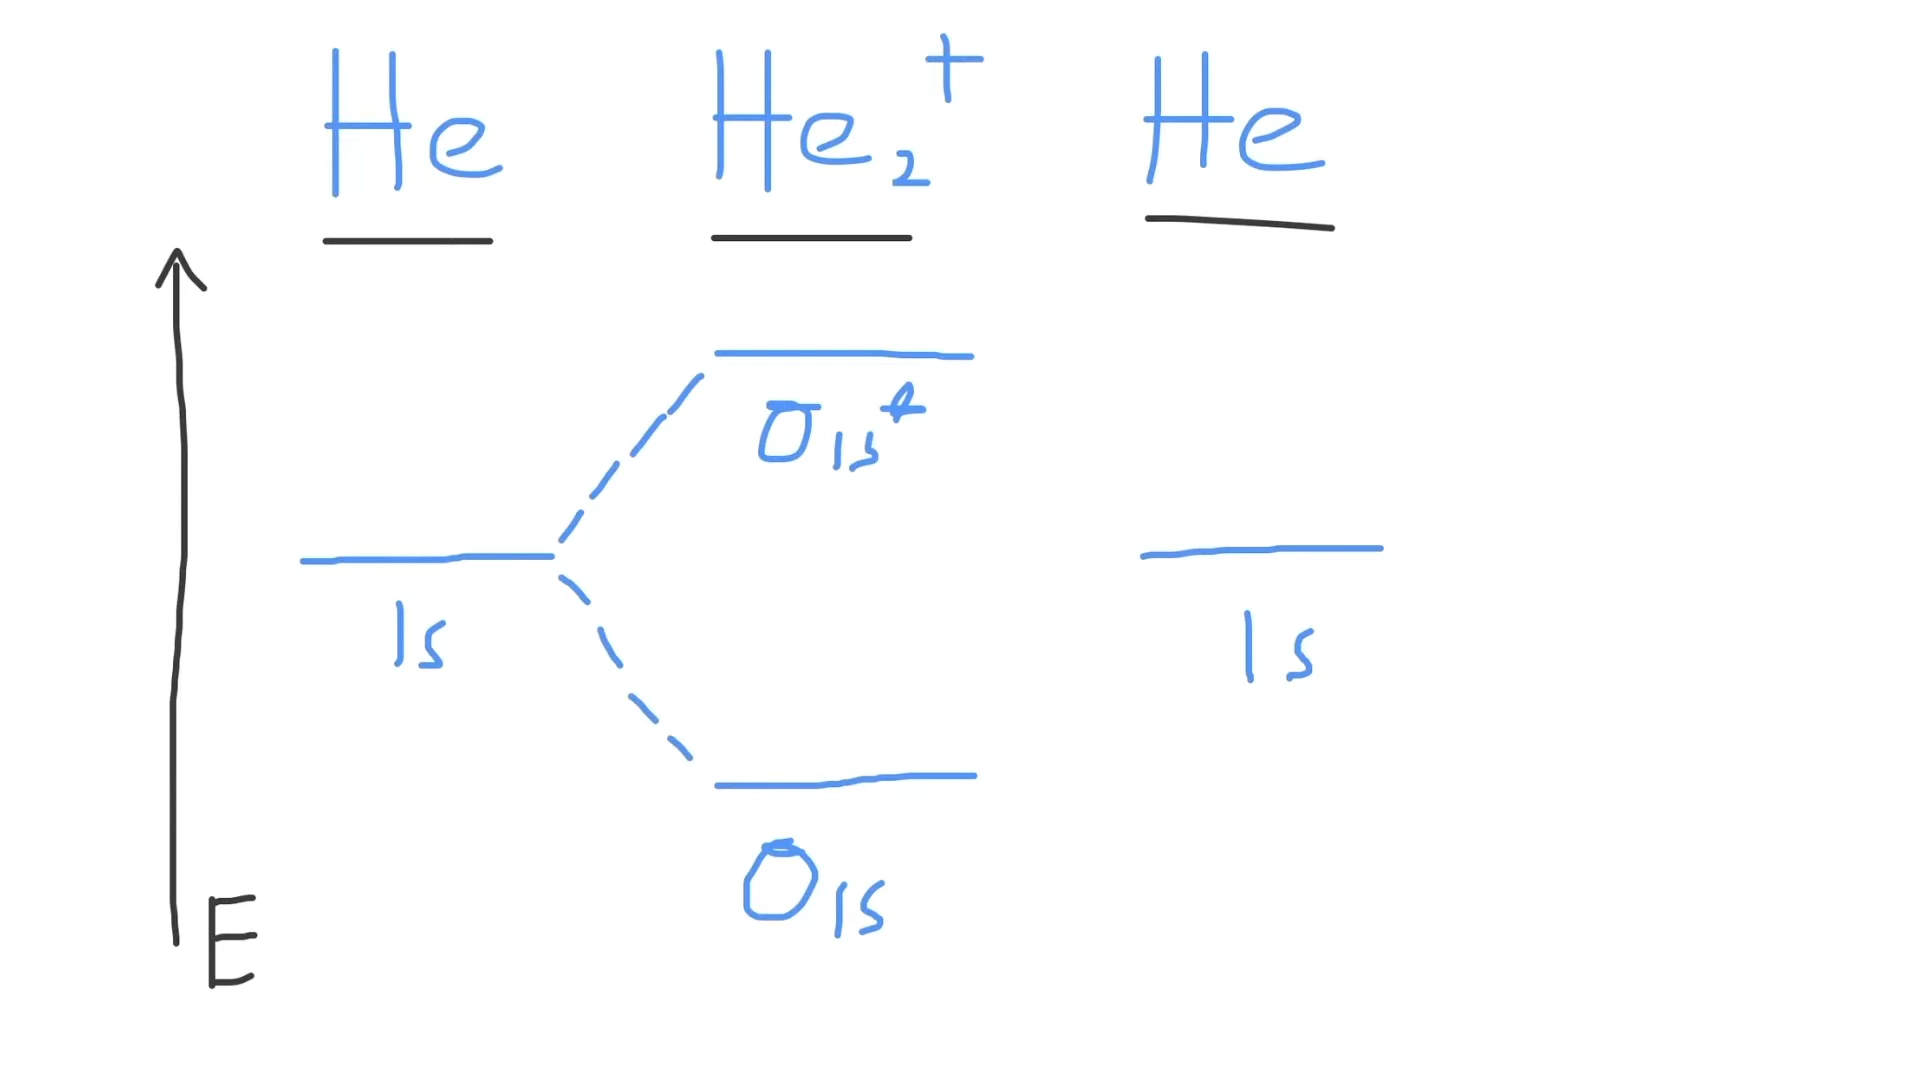 He He₂⁺ He
σ₁ₛ*
1s 1s
σ₁ₛ
E